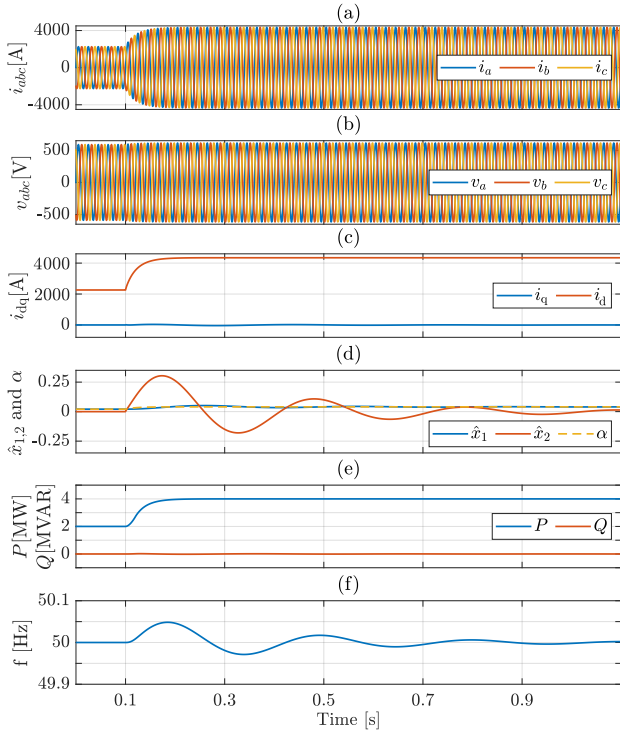 (a)
i_abc[A]
4000
0
-4000
i_a i_b i_c
(b)
v_abc[V]
500
0
-500
v_a v_b v_c
(c)
i_dq[A]
4000
2000
0
i_q i_d
(d)
x̂_1,2 and α
0.25
0
-0.25
x̂_1 x̂_2 α
(e)
P[MW]
Q[MVAR]
4
2
0
P Q
(f)
f [Hz]
50.1
50
49.9
0.1 0.3 0.5 0.7 0.9
Time [s]